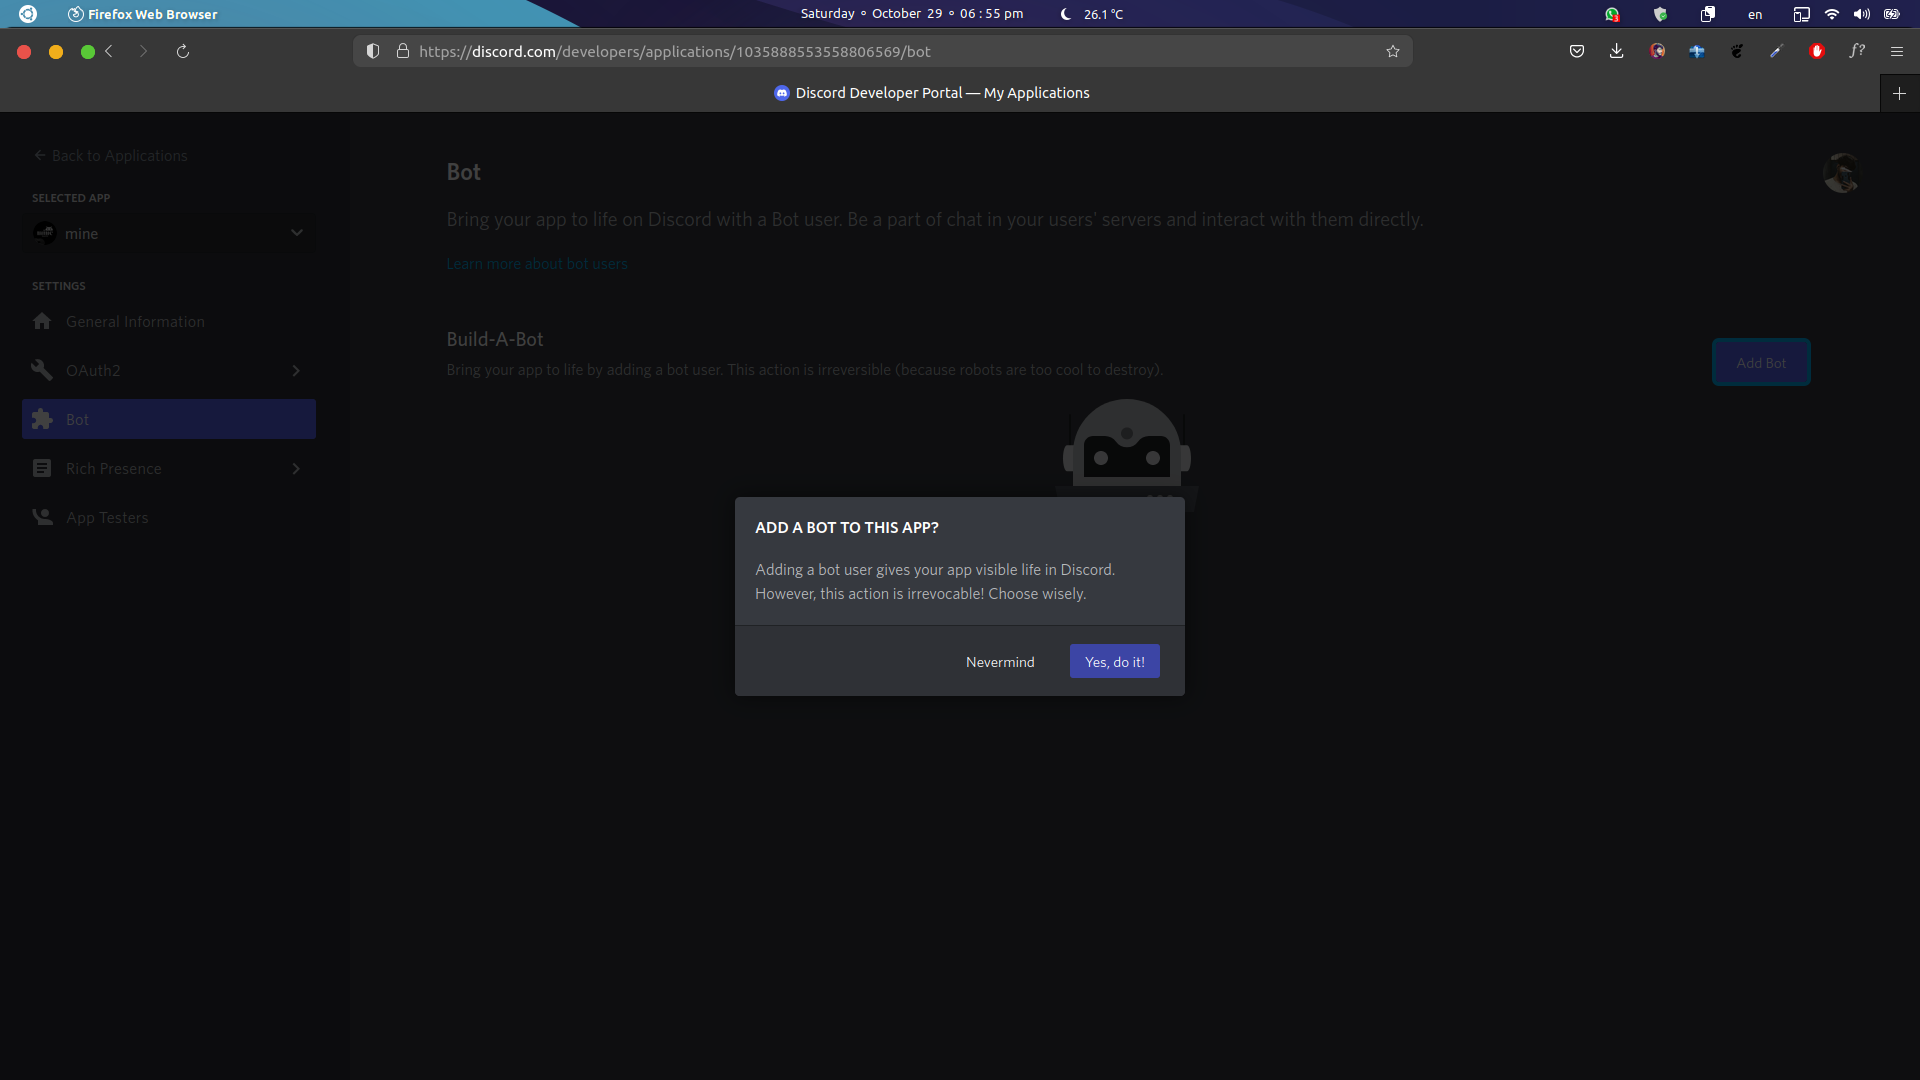 Firefox Web Browser
Saturday ∘ October 29 ∘ 06 : 55 pm
26.1 °C
3
en
https://discord.com/developers/applications/1035888553558806569/bot
f?
Discord Developer Portal — My Applications
Back to Applications
SELECTED APP
mine
SETTINGS
General Information
OAuth2
Bot
Rich Presence
App Testers
Bot
Bring your app to life on Discord with a Bot user. Be a part of chat in your users' servers and interact with them directly.
Learn more about bot users
Build-A-Bot
Bring your app to life by adding a bot user. This action is irreversible (because robots are too cool to destroy).
Add Bot
ADD A BOT TO THIS APP?
Adding a bot user gives your app visible life in Discord.
However, this action is irrevocable! Choose wisely.
Nevermind
Yes, do it!